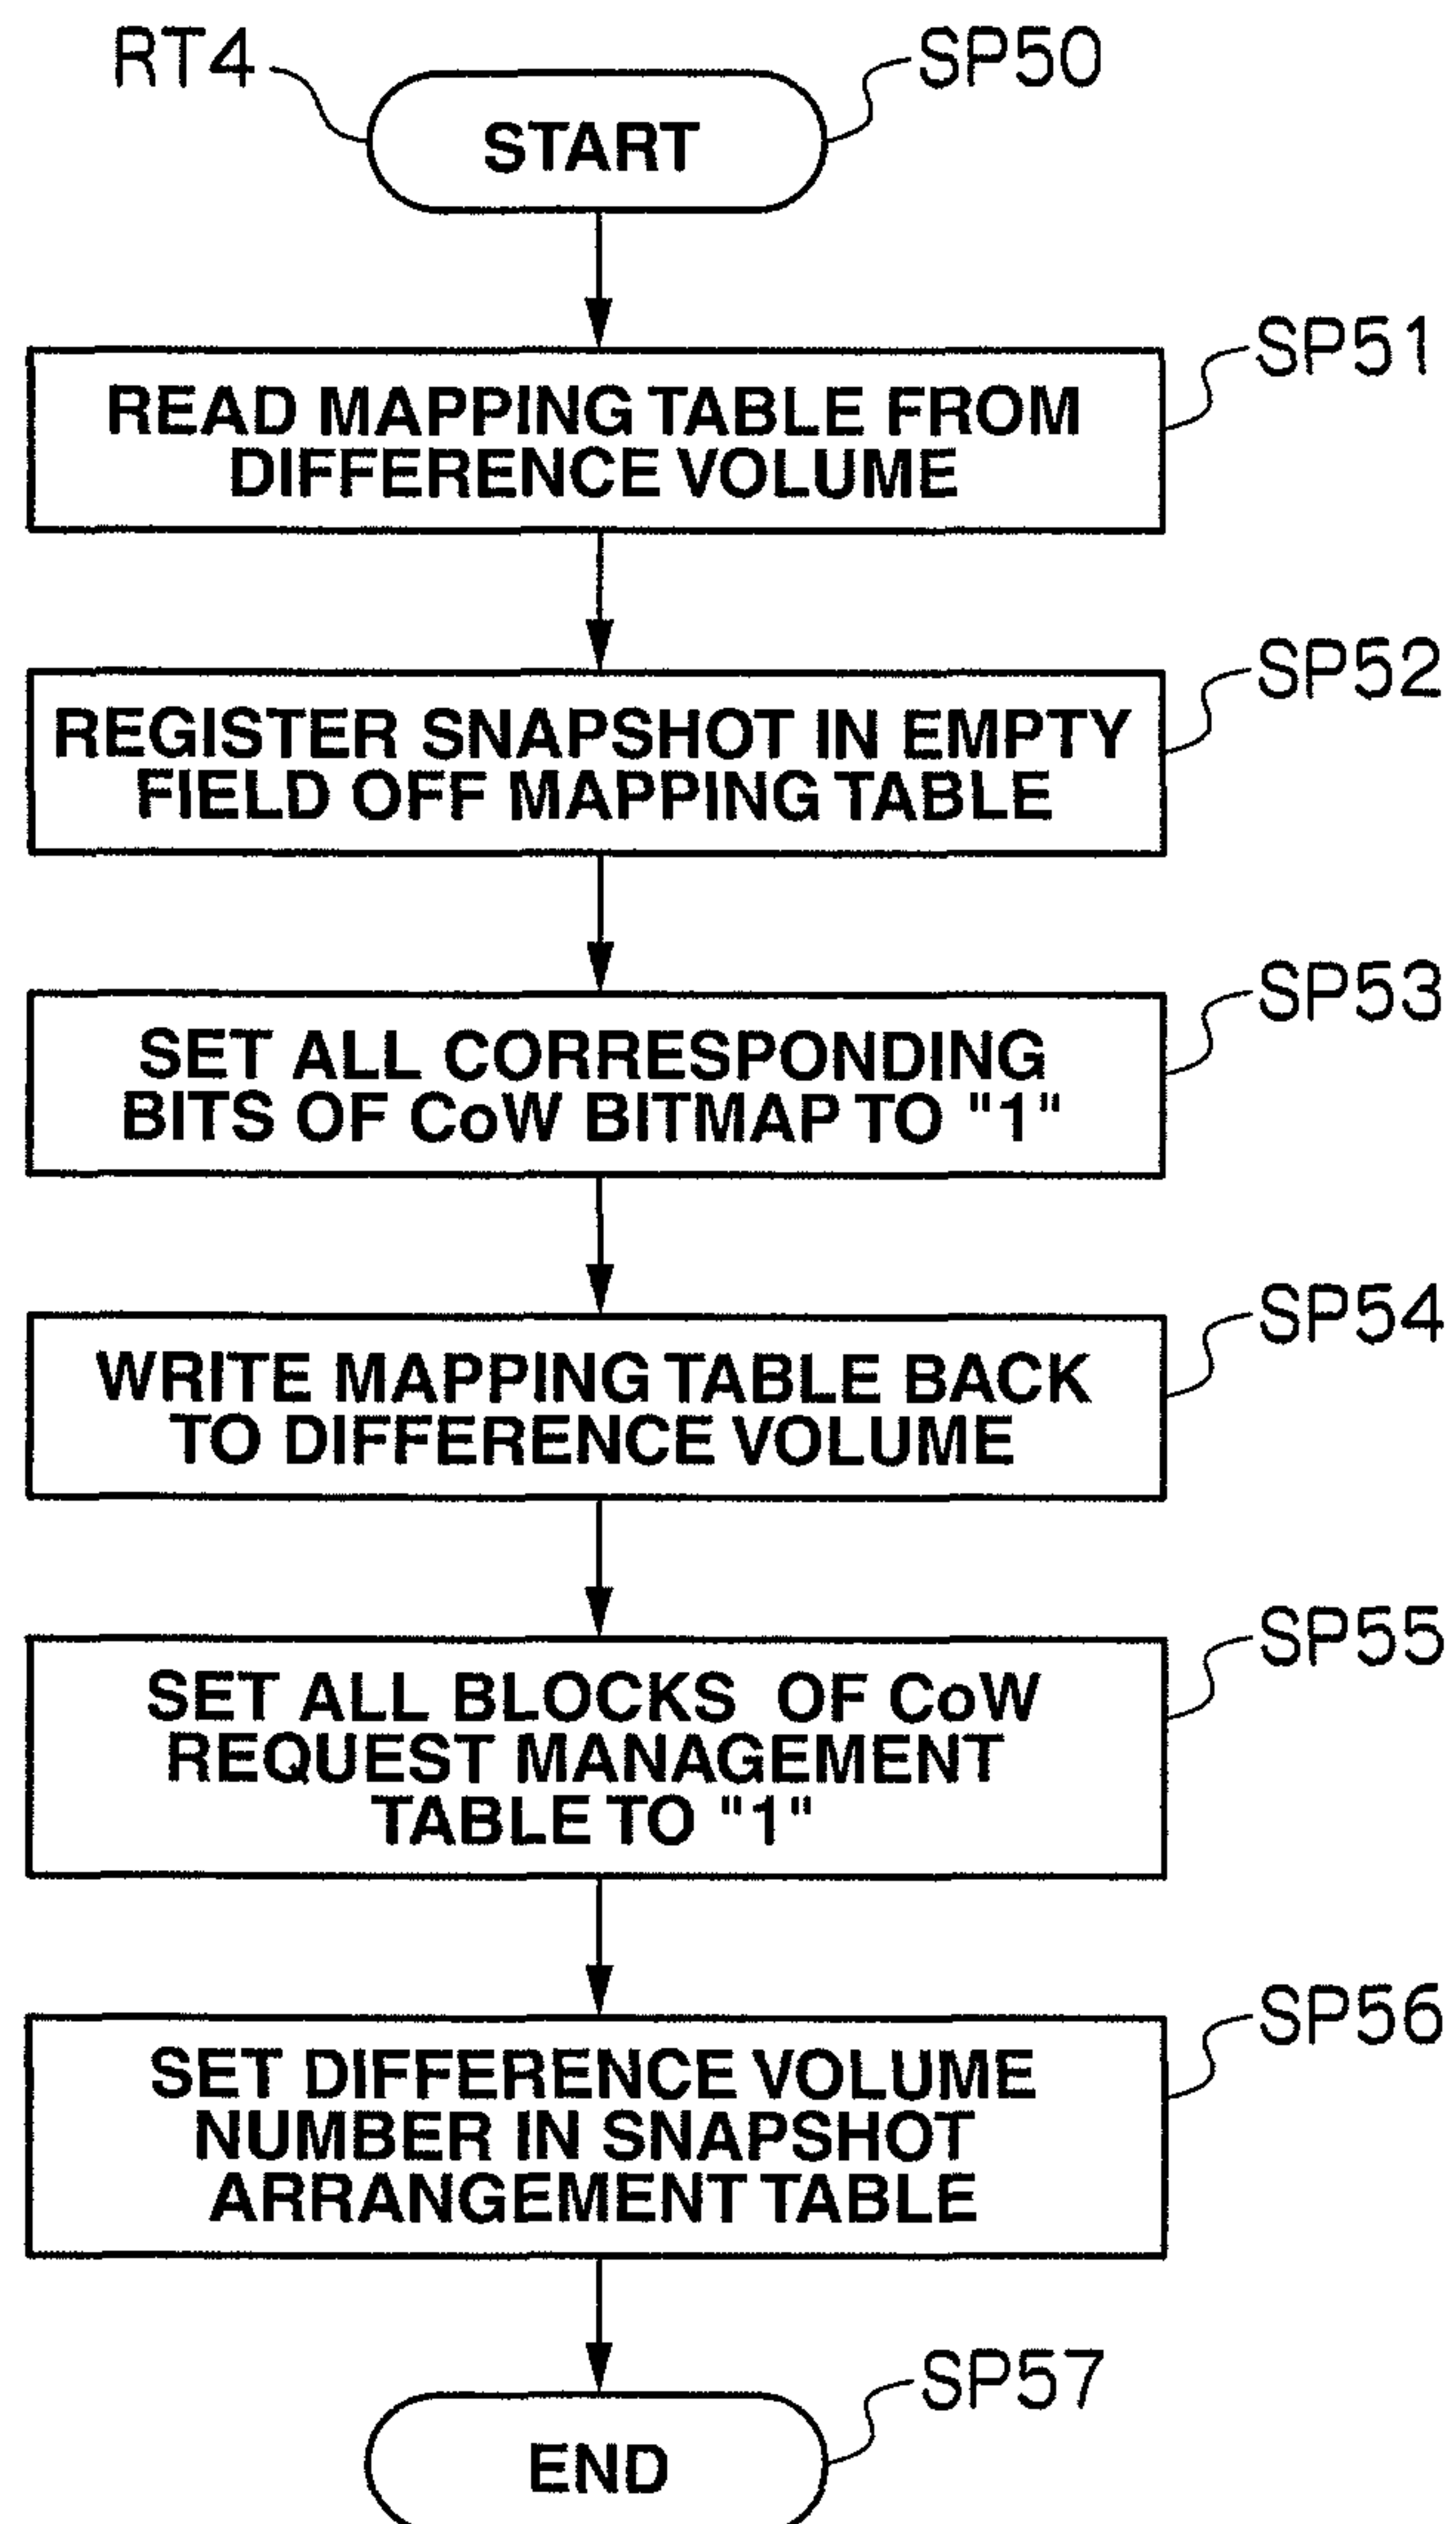 RT4
SP50
START
SP51
READ MAPPING TABLE FROM
DIFFERENCE VOLUME
SP52
REGISTER SNAPSHOT IN EMPTY
FIELD OFF MAPPING TABLE
SP53
SET ALL CORRESPONDING
BITS OF CoW BITMAP TO "1"
SP54
WRITE MAPPING TABLE BACK
TO DIFFERENCE VOLUME
SP55
SET ALL BLOCKS OF CoW
REQUEST MANAGEMENT
TABLE TO "1"
SP56
SET DIFFERENCE VOLUME
NUMBER IN SNAPSHOT
ARRANGEMENT TABLE
SP57
END